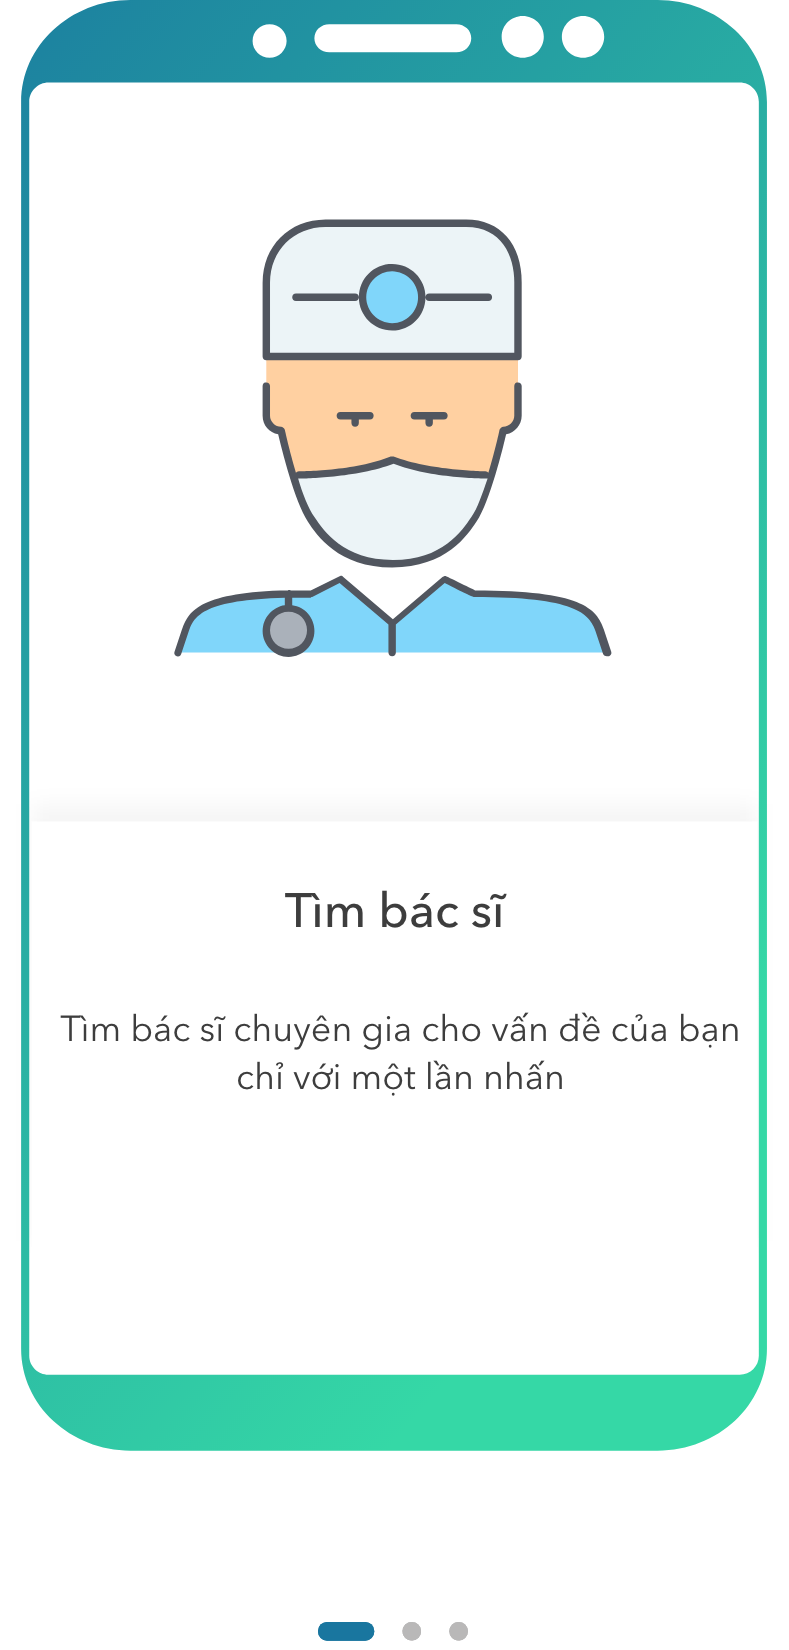 Tìm bác sĩ
Tìm bác sĩ chuyên gia cho vấn đề của bạn
chỉ với một lần nhấn